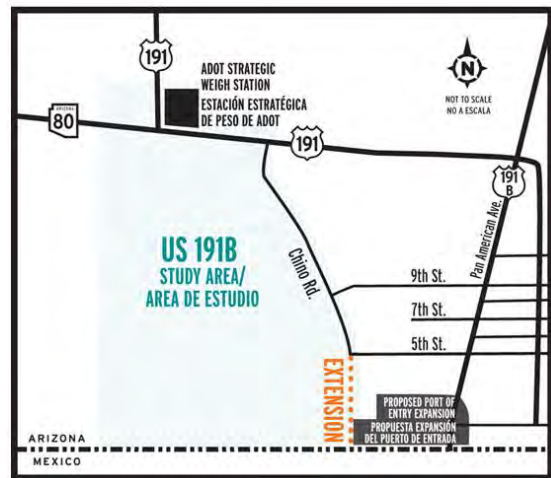 191
ADOT STRATEGIC
WEIGH STATION
ESTACIÓN ESTRATÉGICA
DE PESO DE ADOT
N
NOT TO SCALE
NO A ESCALA
ARIZONA
80
191
191
B
Pan American Ave.
US 191B
STUDY AREA/
AREA DE ESTUDIO
Chino Rd.
9th St.
7th St.
5th St.
EXTENSION
PROPOSED PORT OF
ENTRY EXPANSION
PROPUESTA EXPANSIÓN
DEL PUERTO DE ENTRADA
ARIZONA
MEXICO